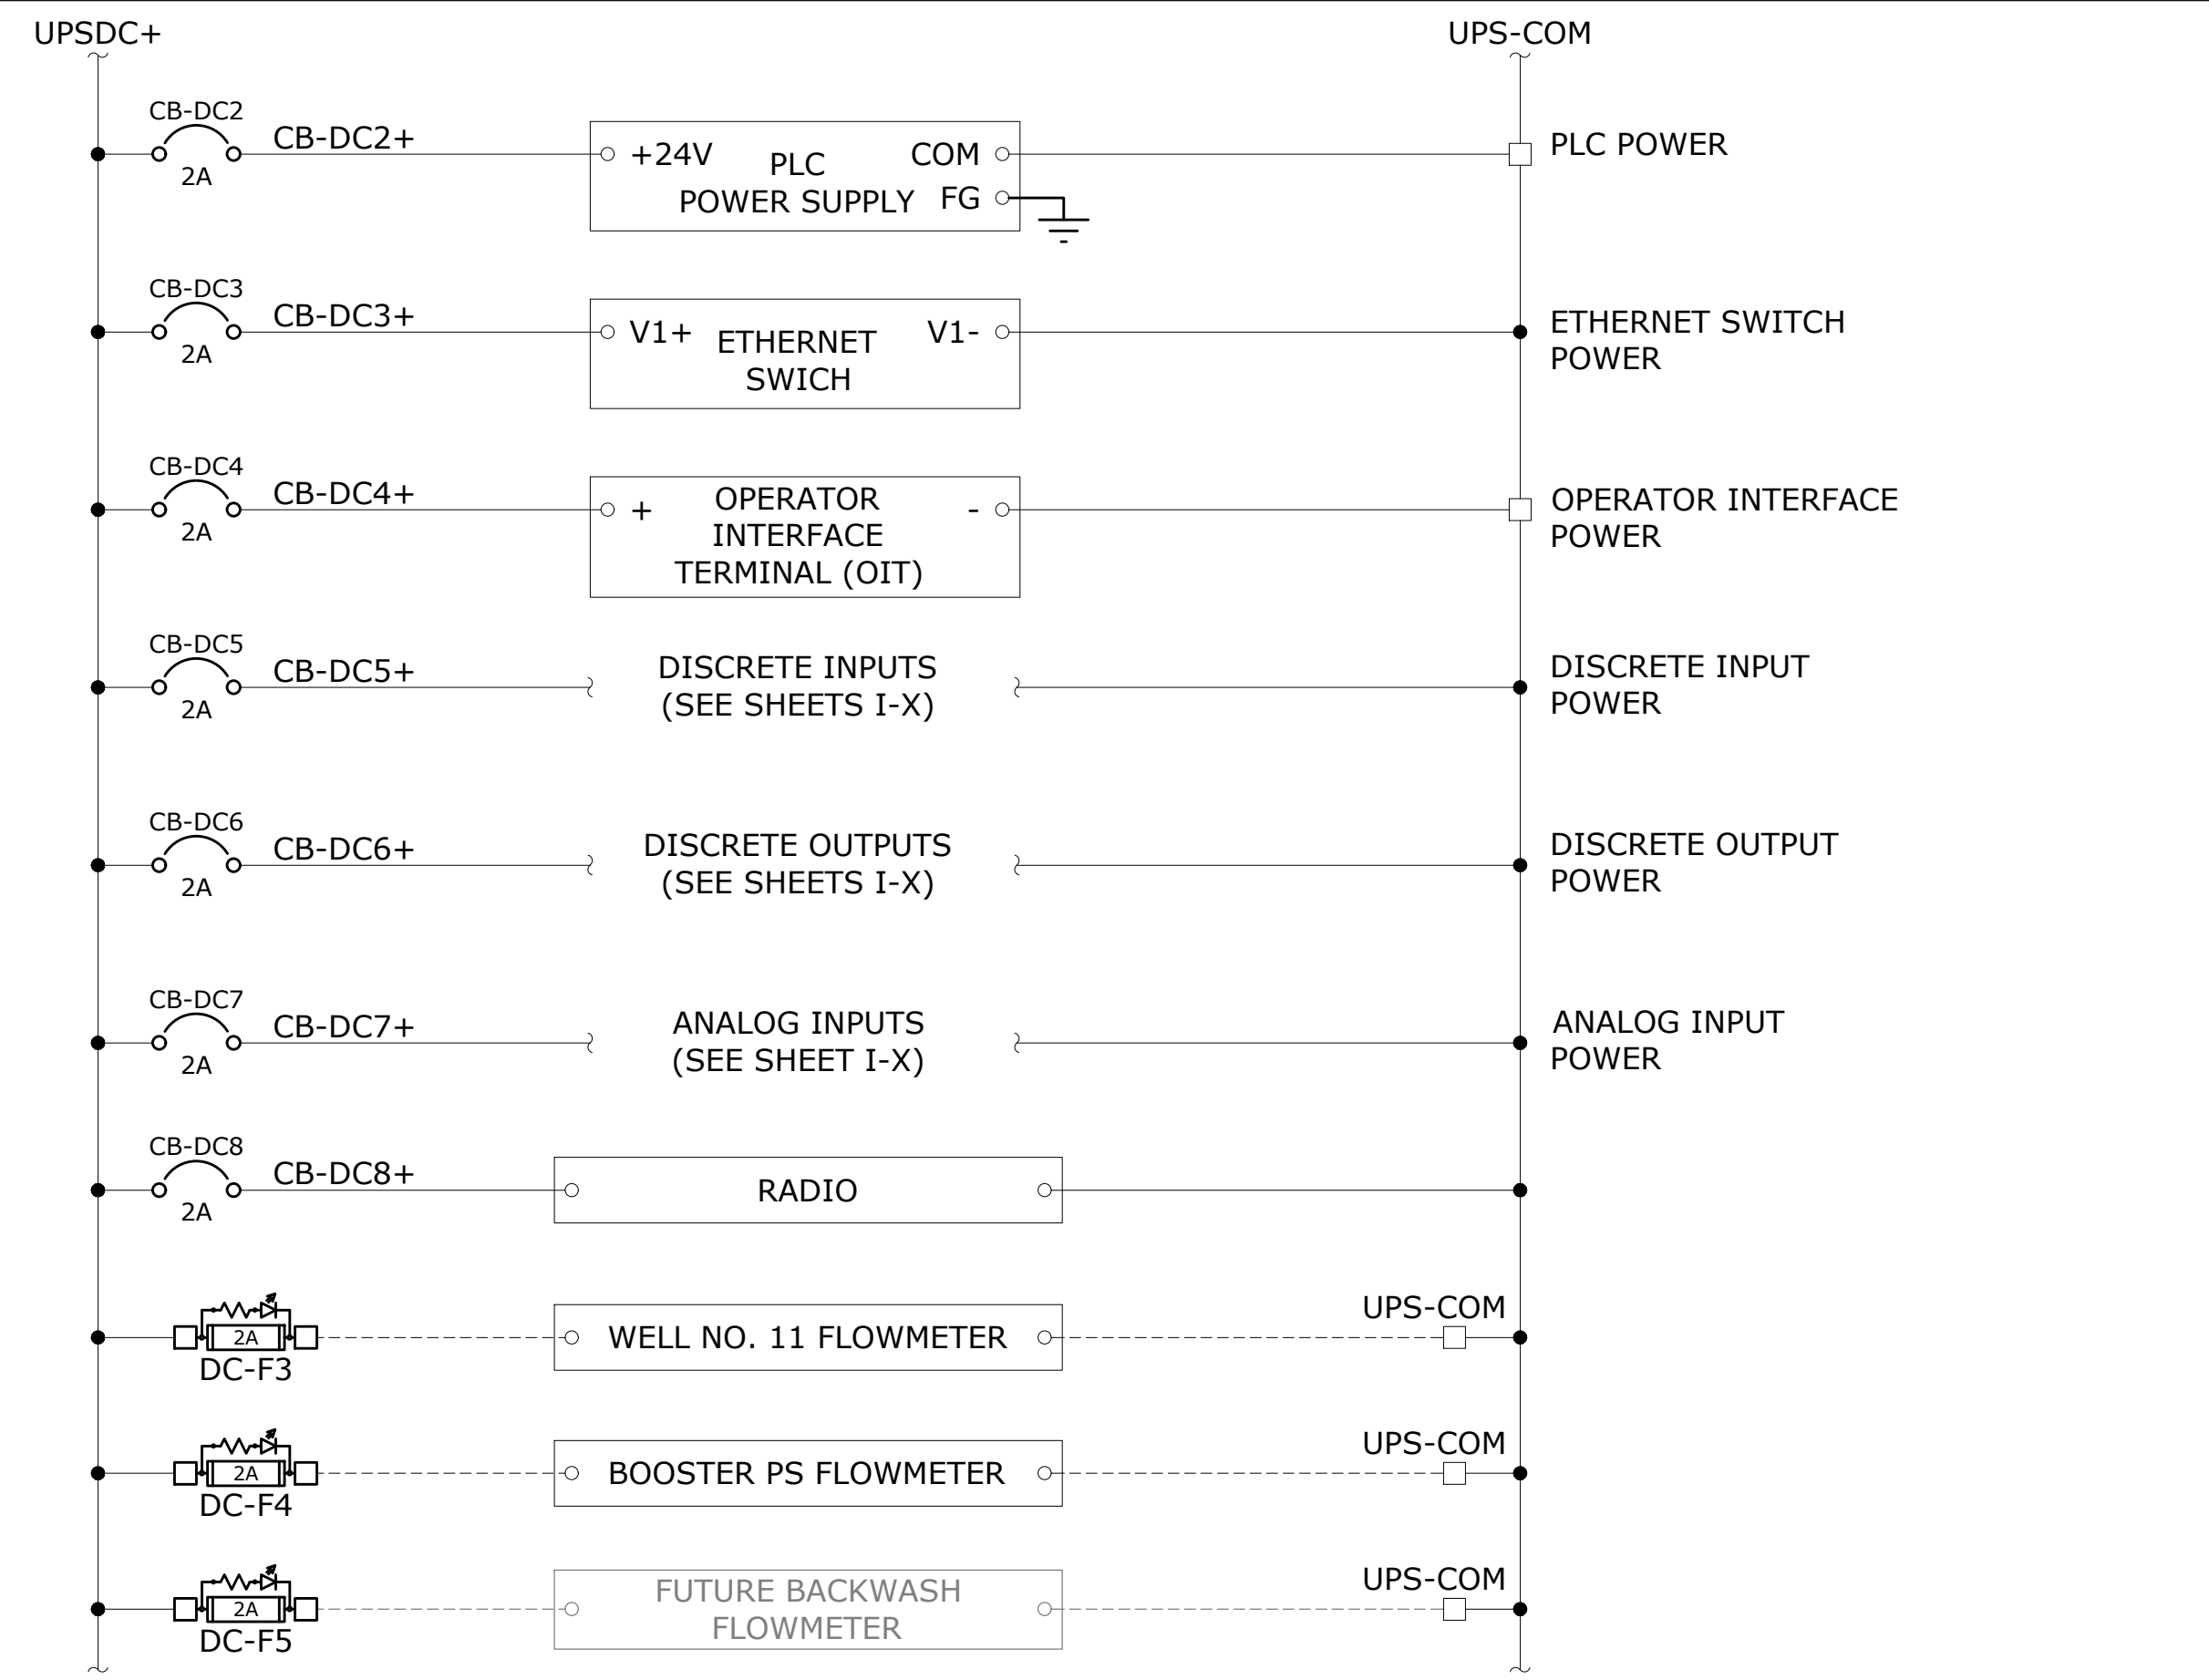 UPSDC+
UPS-COM
CB-DC2
CB-DC2+
2A
+24V
PLC
POWER SUPPLY
COM
FG
PLC POWER
CB-DC3
CB-DC3+
2A
V1+
ETHERNET
SWICH
V1-
ETHERNET SWITCH
POWER
CB-DC4
CB-DC4+
2A
+
OPERATOR
INTERFACE
TERMINAL (OIT)
-
OPERATOR INTERFACE
POWER
CB-DC5
CB-DC5+
2A
DISCRETE INPUTS
(SEE SHEETS I-X)
DISCRETE INPUT
POWER
CB-DC6
CB-DC6+
2A
DISCRETE OUTPUTS
(SEE SHEETS I-X)
DISCRETE OUTPUT
POWER
CB-DC7
CB-DC7+
2A
ANALOG INPUTS
(SEE SHEET I-X)
ANALOG INPUT
POWER
CB-DC8
CB-DC8+
2A
RADIO
2A
DC-F3
WELL NO. 11 FLOWMETER
UPS-COM
2A
DC-F4
BOOSTER PS FLOWMETER
UPS-COM
2A
DC-F5
FUTURE BACKWASH
FLOWMETER
UPS-COM